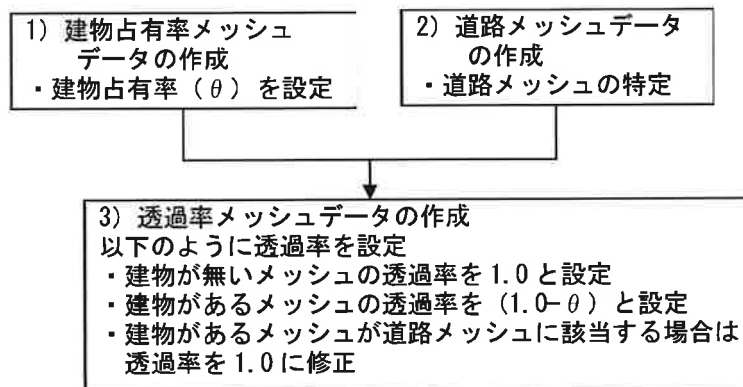 1) 建物占有率メッシュ
データの作成
・建物占有率（θ）を設定
2) 道路メッシュデータ
の作成
・道路メッシュの特定
3) 透過率メッシュデータの作成
以下のように透過率を設定
・建物が無いメッシュの透過率を1.0と設定
・建物があるメッシュの透過率を（1.0-θ）と設定
・建物があるメッシュが道路メッシュに該当する場合は
透過率を1.0に修正